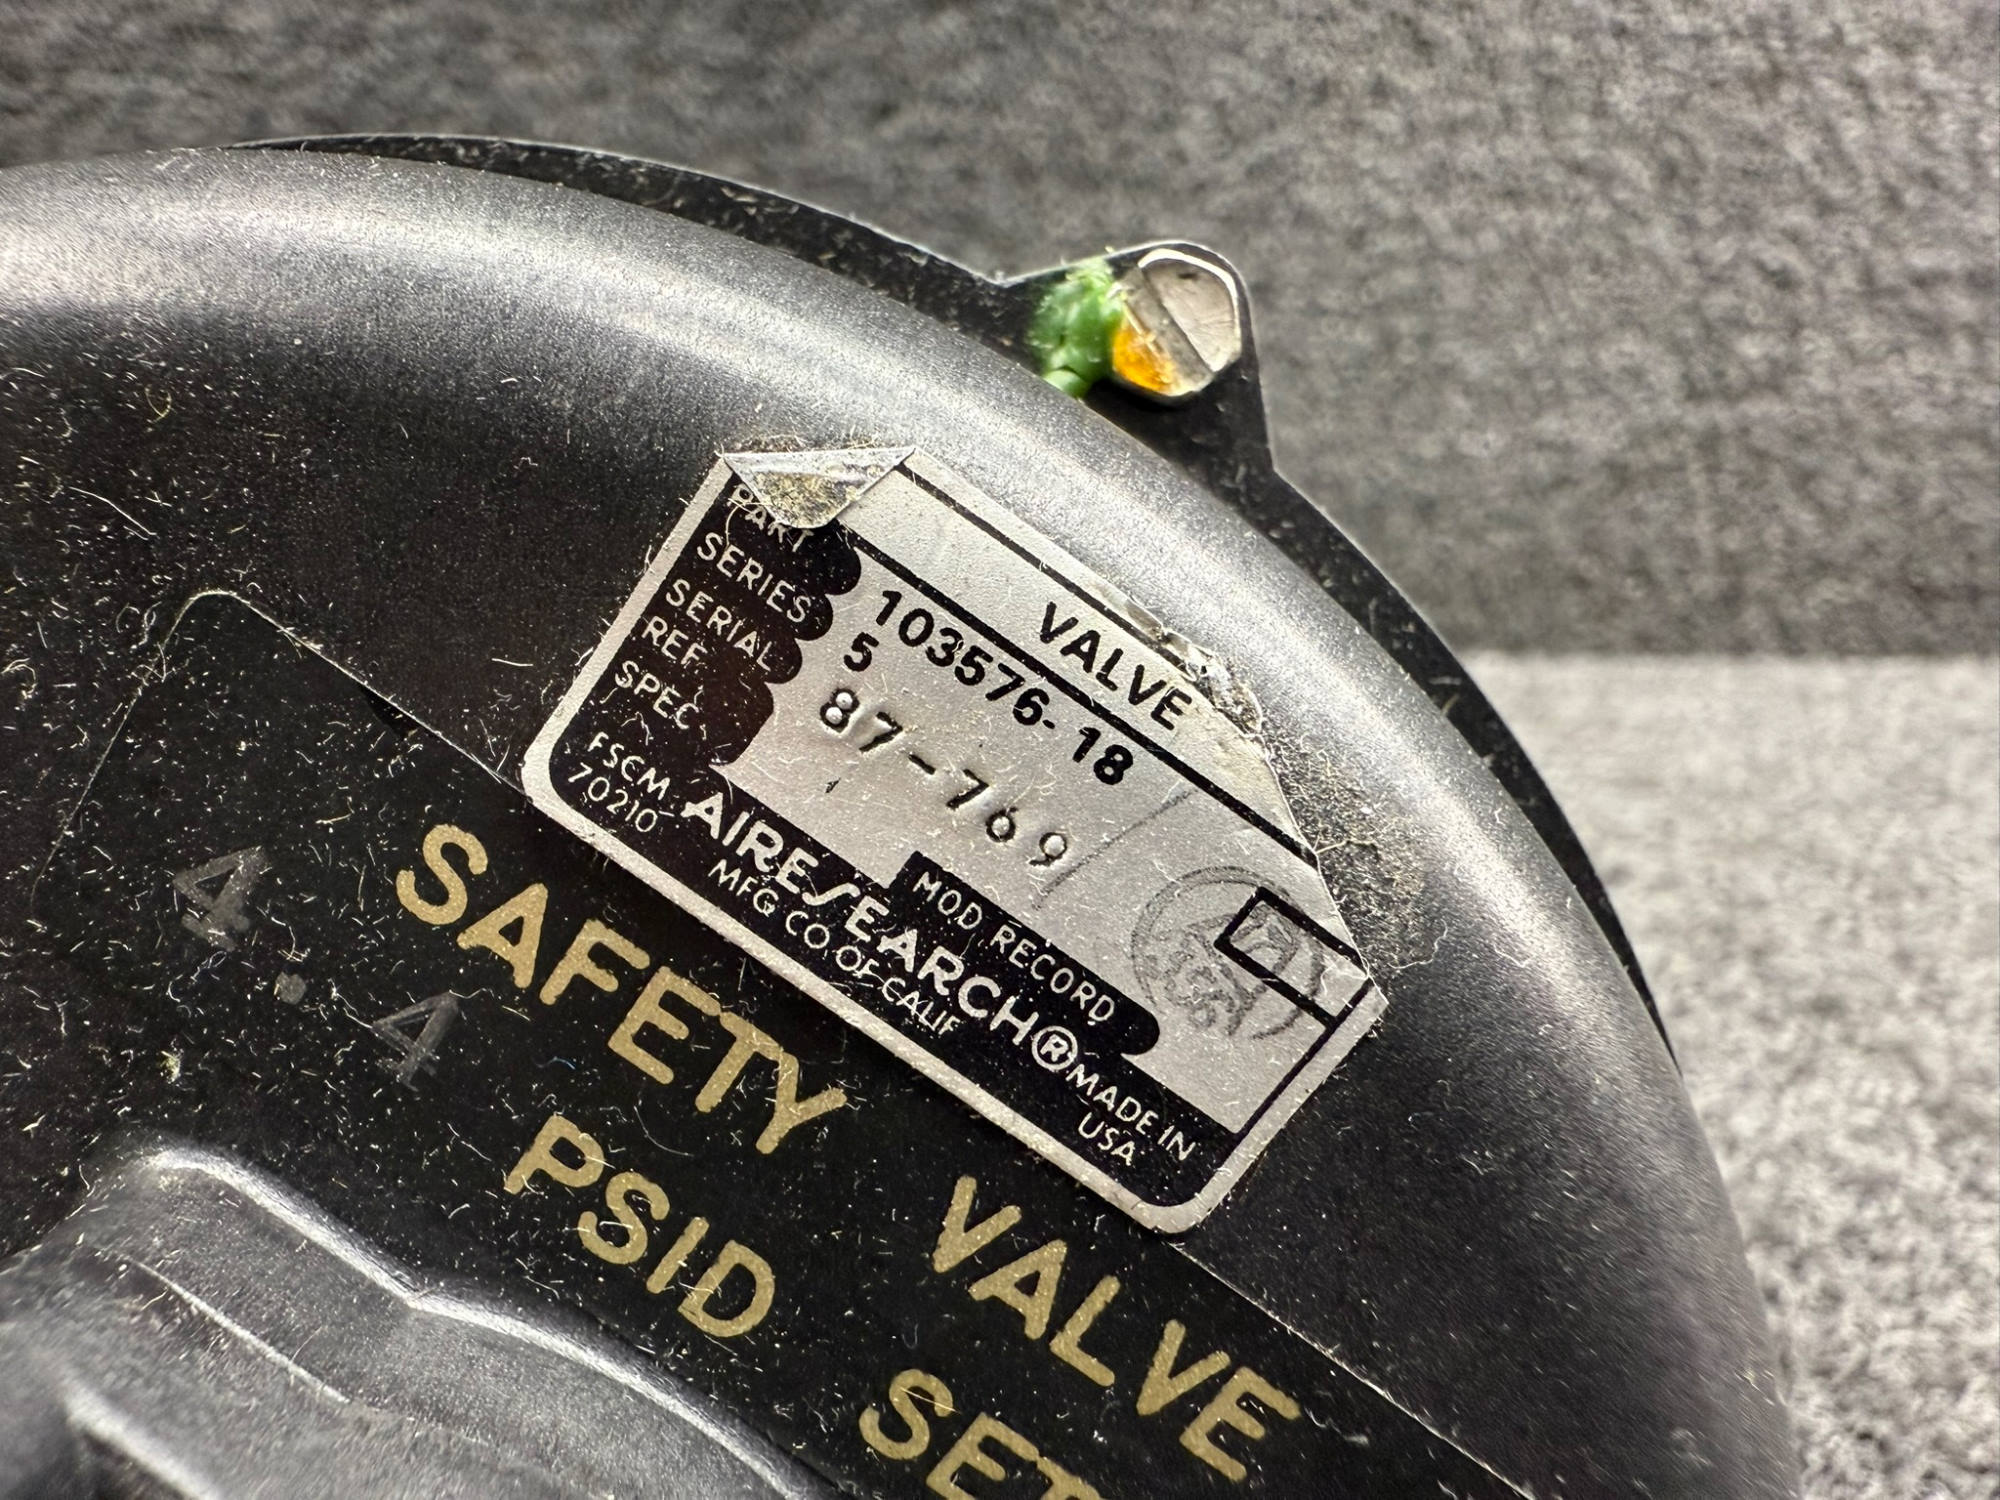 VALVE
PART 103576-18
SERIES 5
SERIAL 87-769
REF
SPEC
MOD RECORD
FSCM 70210
AIRESEARCH®
MFG CO OF CALIF
MADE IN USA
4.4
SAFETY VALVE
PSID SET